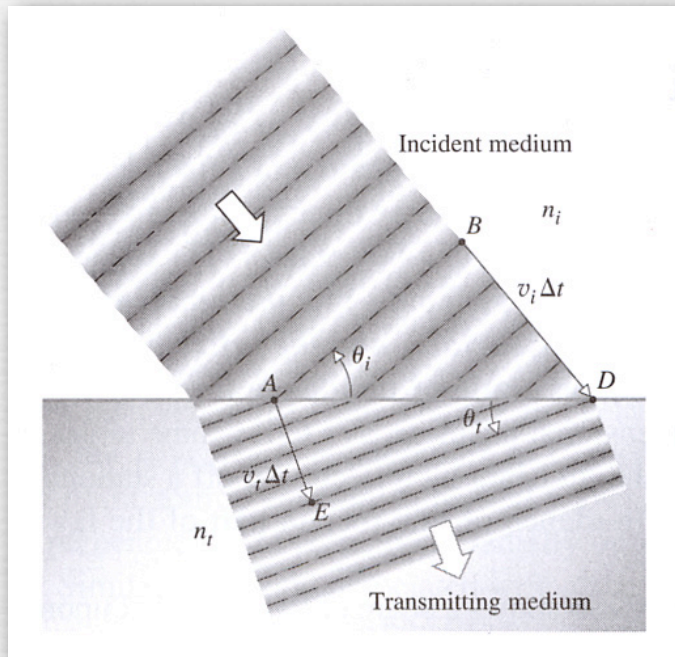 Incident medium
n_i
B
v_i Δt
θ_i
A
D
θ_t
v_t Δt
E
n_t
Transmitting medium